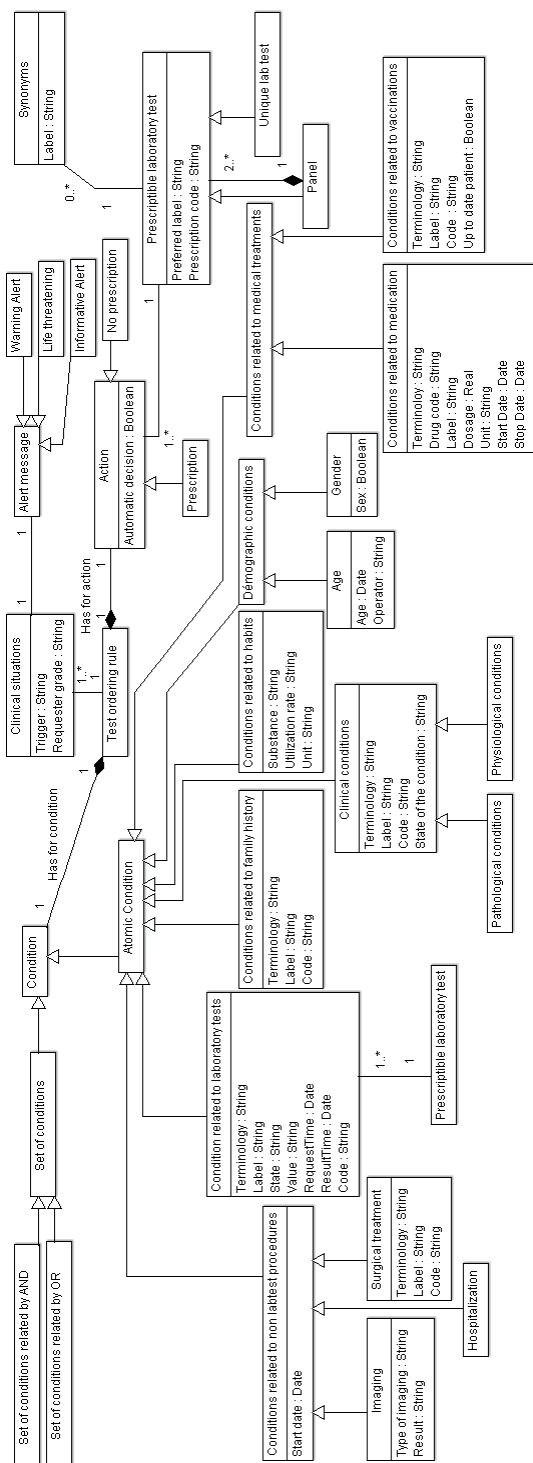 Set of conditions related by AND
Set of conditions related by OR
Set of conditions
Condition
Has for condition
1
1
Clinical situations
Trigger : String
Requester grade : String
1..*
1
Test ordering rule
1
Alert message
1
Warning Alert
Life threatening
Informative Alert
Has for action
1
1
Action
Automatic decision : Boolean
No prescription
Prescription
1..*
1
Synonyms
Label : String
0..*
1
Prescriptible laboratory test
Preferred label : String
Prescription code : String
2..*
1
Unique lab test
Panel
Atomic Condition
Conditions related to non labtest procedures
Start date : Date
Imaging
Type of imaging : String
Result : String
Hospitalization
Surgical treatment
Terminology : String
Label : String
Code : String
Condition related to laboratory tests
Terminology : String
Label : String
State : String
Value : String
RequestTime : Date
ResultTime : Date
Code : String
1..*
1
Prescriptible laboratory test
Conditions related to family history
Terminology : String
Label : String
Code : String
Clinical conditions
Terminology : String
Label : String
Code : String
State of the condition : String
Pathological conditions
Physiological conditions
Conditions related to habits
Substance : String
Utilization rate : String
Unit : String
Démographic conditions
Age
Age : Date
Operator : String
Gender
Sex : Boolean
Conditions related to medical treatments
Conditions related to medication
Terminoloy : String
Drug code : String
Label : String
Dosage : Real
Unit : String
Start Date : Date
Stop Date : Date
Conditions related to vaccinations
Terminology : String
Label : String
Code : String
Up to date patient : Boolean